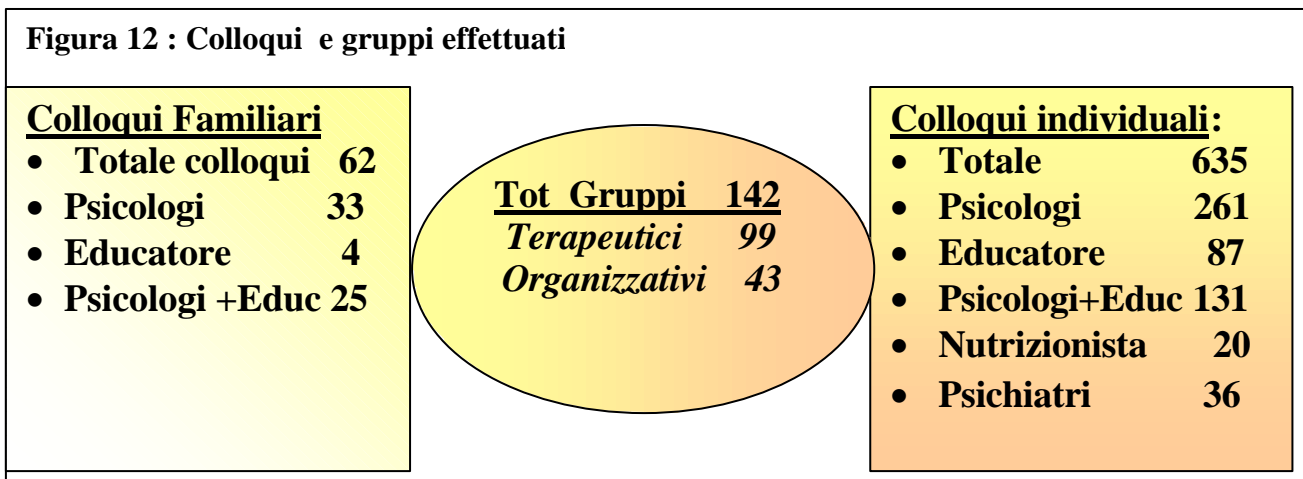 Figura 12 : Colloqui e gruppi effettuati
Colloqui Familiari
• Totale colloqui 62
• Psicologi 33
• Educatore 4
• Psicologi +Educ 25
Tot Gruppi 142
Terapeutici 99
Organizzativi 43
Colloqui individuali:
• Totale 635
• Psicologi 261
• Educatore 87
• Psicologi+Educ 131
• Nutrizionista 20
• Psichiatri 36